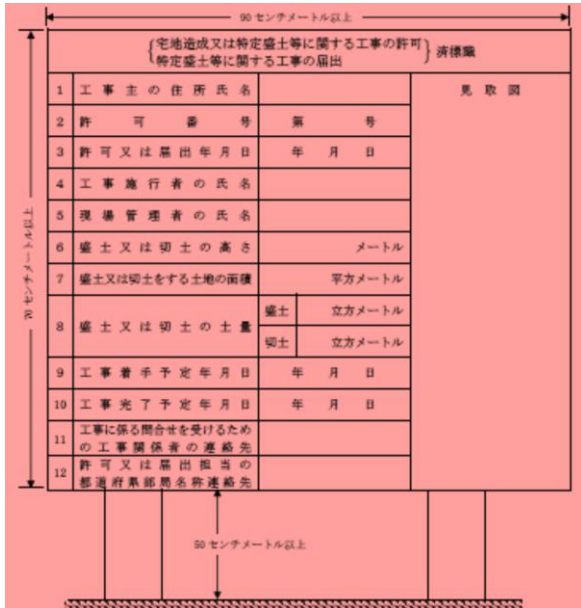 90センチメートル以上
宅地造成又は特定盛土等に関する工事の許可
特定盛土等に関する工事の届出
済標識
見取図
1 工事主の住所氏名
2 許可番号 第 号
3 許可又は届出年月日 年 月 日
4 工事施行者の氏名
5 現場管理者の氏名
6 盛土又は切土の高さ メートル
7 盛土又は切土をする土地の面積 平方メートル
8 盛土又は切土の土量
盛土 立方メートル
切土 立方メートル
9 工事着手予定年月日 年 月 日
10 工事完了予定年月日 年 月 日
11 工事に係る問合せを受けるため
の工事関係者の連絡先
12 許可又は届出担当の
都道府県部局名称連絡先
70センチメートル以上
50センチメートル以上